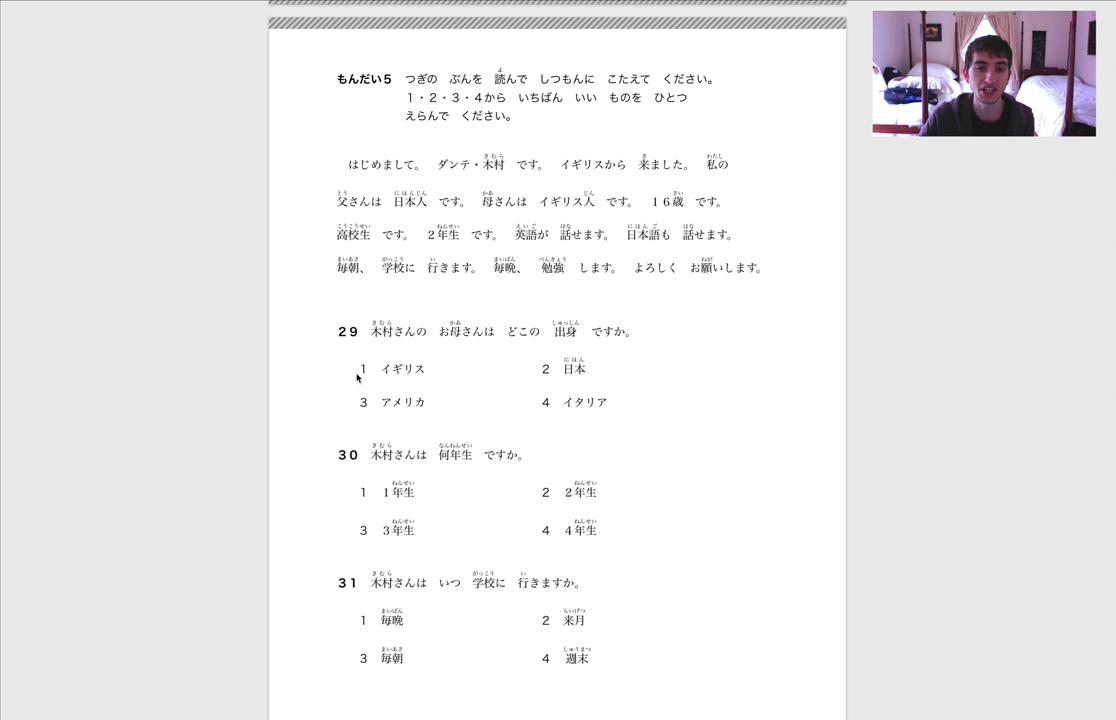 もんだい５ つぎの ぶんを 読んで しつもんに こたえて ください。
１・２・３・４から いちばん いい ものを ひとつ
えらんで ください。
はじめまして。 ダンテ・木村 です。 イギリスから 来ました。 私の
父さんは 日本人 です。 母さんは イギリス人 です。 １６歳 です。
高校生 です。 ２年生 です。 英語が 話せます。 日本語も 話せます。
毎朝、 学校に 行きます。 毎晩、 勉強 します。 よろしく お願いします。
２９ 木村さんの お母さんは どこの 出身 ですか。
１ イギリス ２ 日本
３ アメリカ ４ イタリア
３０ 木村さんは 何年生 ですか。
１ １年生 ２ ２年生
３ ３年生 ４ ４年生
３１ 木村さんは いつ 学校に 行きますか。
１ 毎晩 ２ 来月
３ 毎朝 ４ 週末